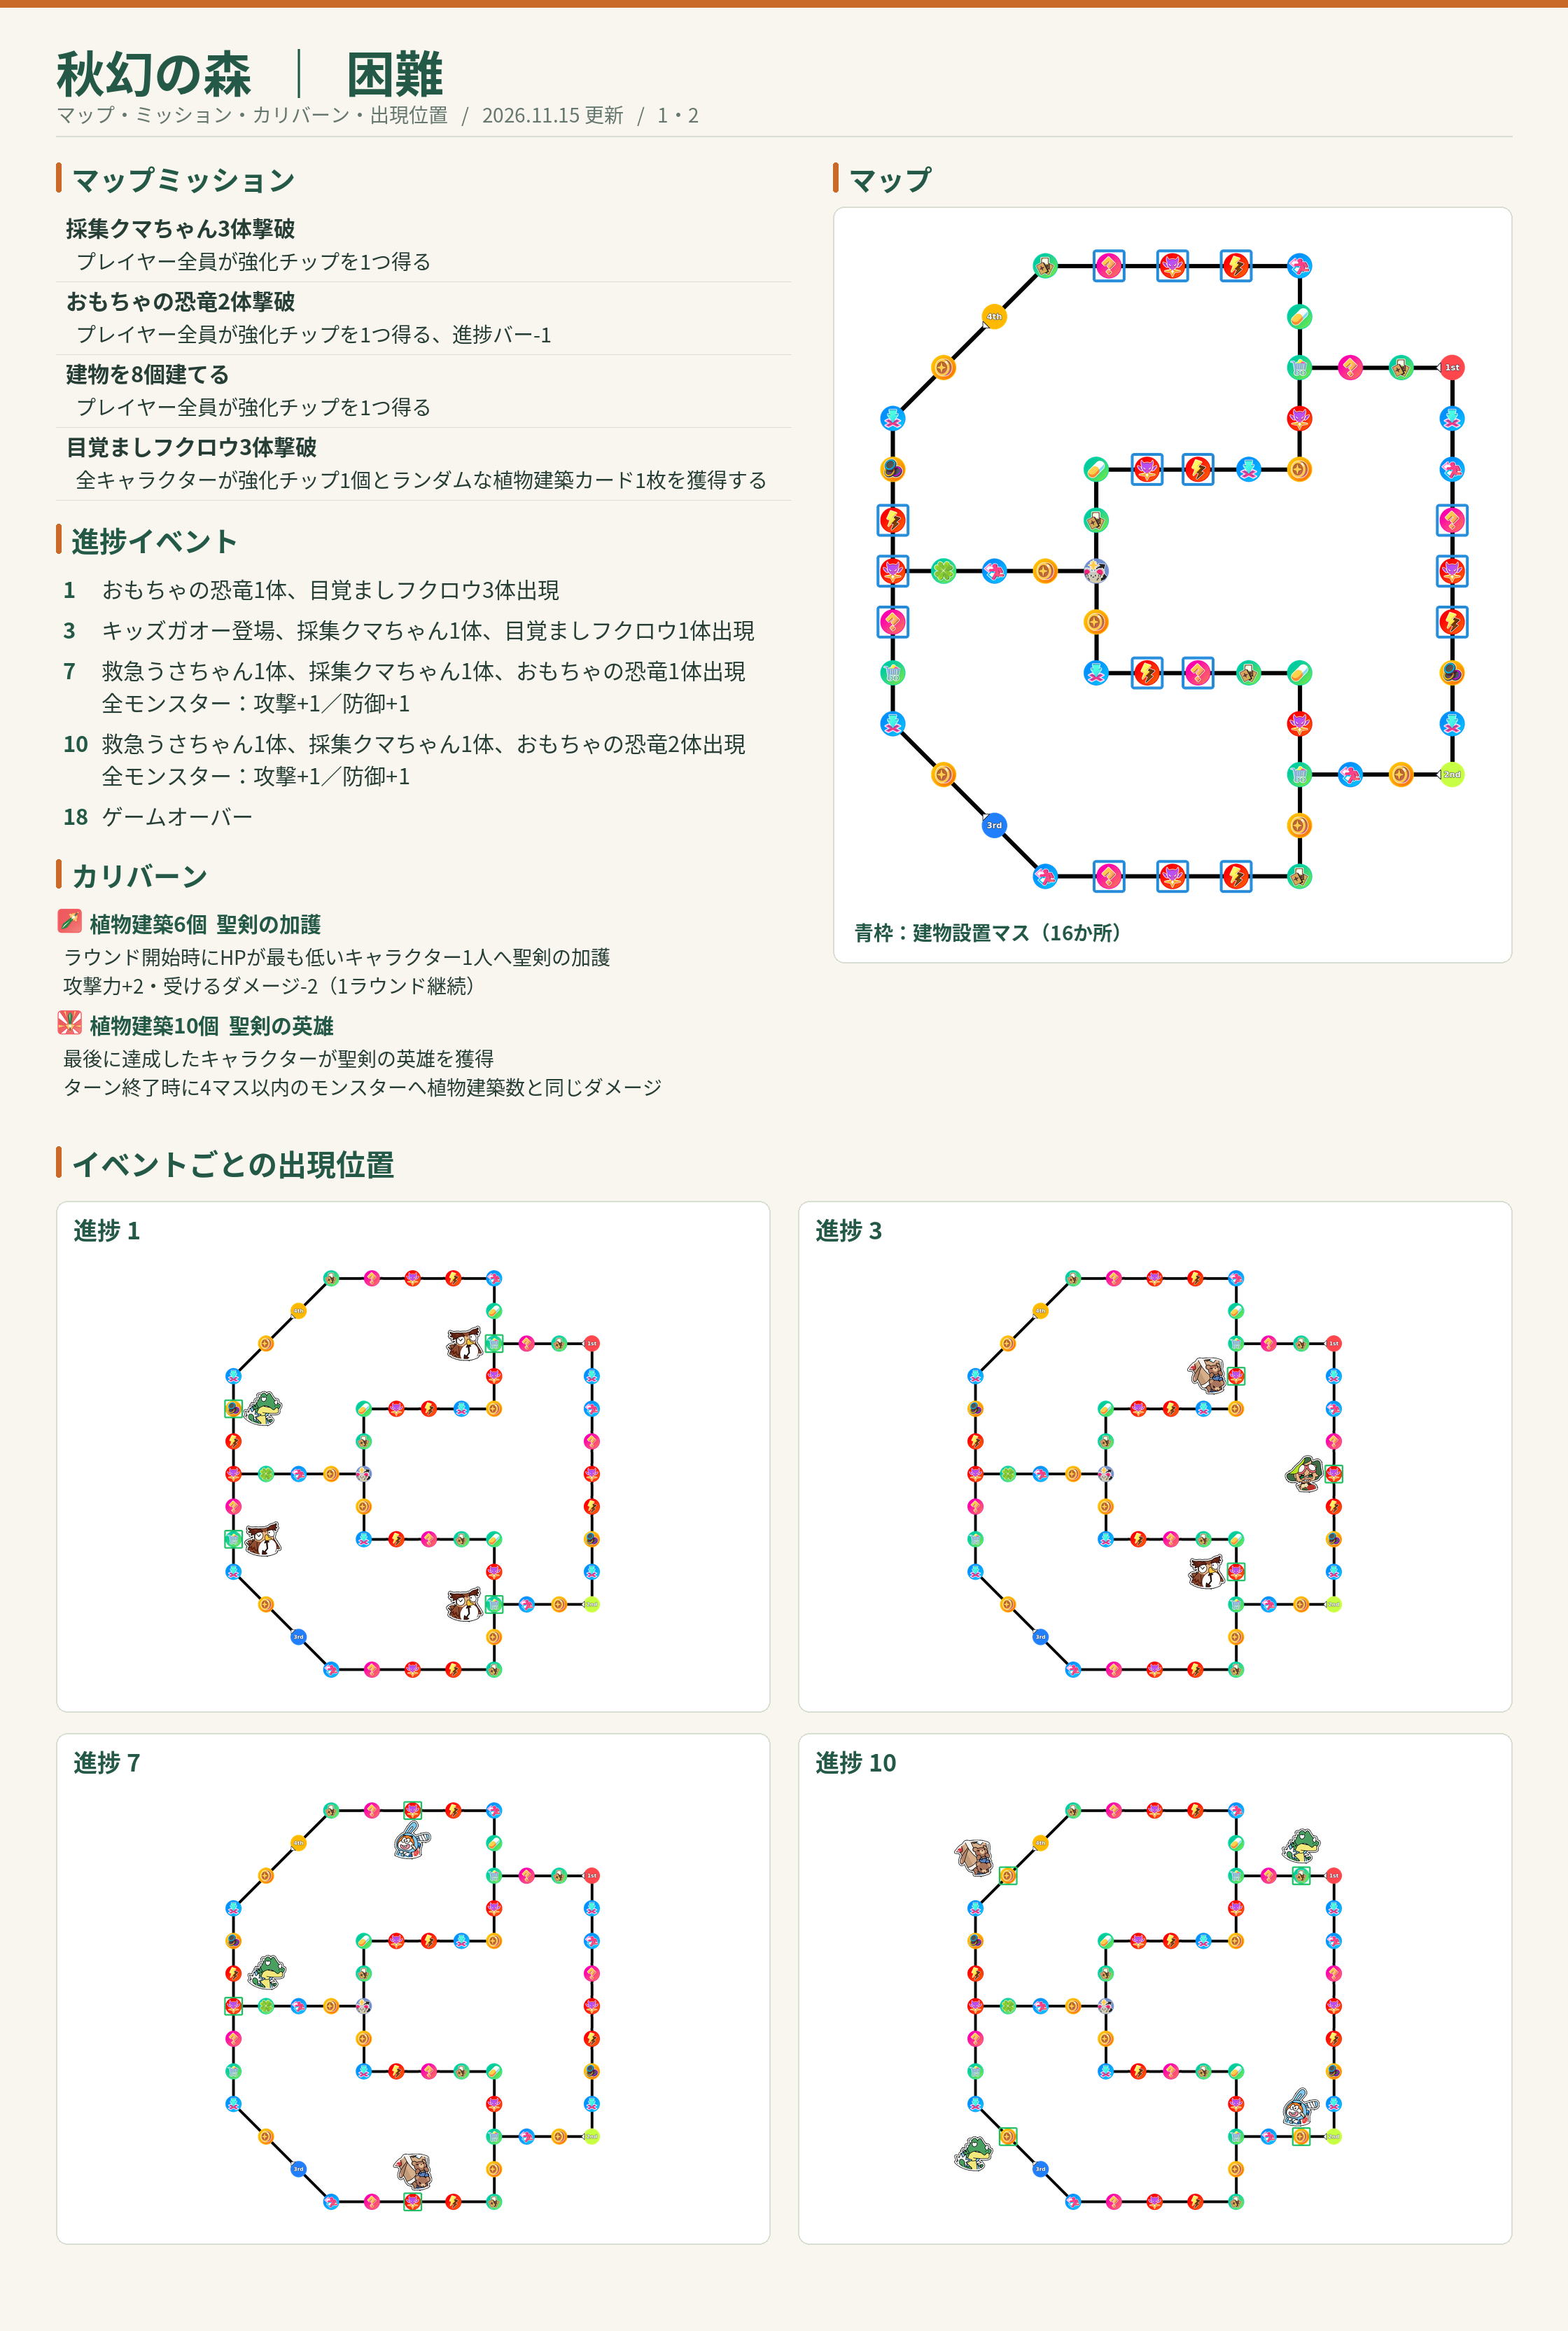 秋幻の森 ｜ 困難
マップ・ミッション・カリバーン・出現位置 / 2026.11.15 更新 / 1・2
マップミッション
採集クマちゃん3体撃破
プレイヤー全員が強化チップを1つ得る
おもちゃの恐竜2体撃破
プレイヤー全員が強化チップを1つ得る、進捗バー-1
建物を8個建てる
プレイヤー全員が強化チップを1つ得る
目覚ましフクロウ3体撃破
全キャラクターが強化チップ1個とランダムな植物建築カード1枚を獲得する
進捗イベント
1 おもちゃの恐竜1体、目覚ましフクロウ3体出現
3 キッズガオー登場、採集クマちゃん1体、目覚ましフクロウ1体出現
7 救急うさちゃん1体、採集クマちゃん1体、おもちゃの恐竜1体出現
全モンスター：攻撃+1／防御+1
10 救急うさちゃん1体、採集クマちゃん1体、おもちゃの恐竜2体出現
全モンスター：攻撃+1／防御+1
18 ゲームオーバー
カリバーン
植物建築6個 聖剣の加護
ラウンド開始時にHPが最も低いキャラクター1人へ聖剣の加護
攻撃力+2・受けるダメージ-2（1ラウンド継続）
植物建築10個 聖剣の英雄
最後に達成したキャラクターが聖剣の英雄を獲得
ターン終了時に4マス以内のモンスターへ植物建築数と同じダメージ
マップ
4th
1st
2nd
3rd
青枠：建物設置マス（16か所）
イベントごとの出現位置
進捗 1
4th
1st
2nd
3rd
進捗 3
4th
1st
2nd
3rd
進捗 7
4th
1st
2nd
3rd
進捗 10
4th
1st
2nd
3rd